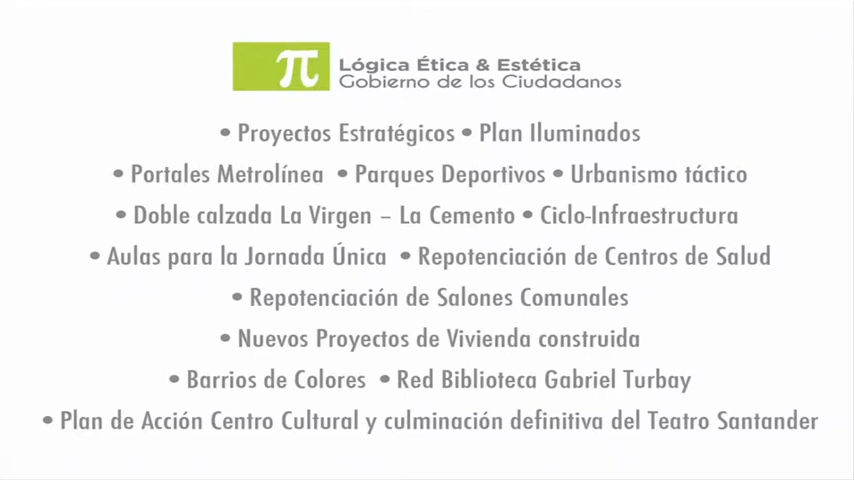 π
Lógica Ética & Estética
Gobierno de los Ciudadanos
• Proyectos Estratégicos • Plan Iluminados
• Portales Metrolínea • Parques Deportivos • Urbanismo táctico
• Doble calzada La Virgen – La Cemento • Ciclo-Infraestructura
• Aulas para la Jornada Única • Repotenciación de Centros de Salud
• Repotenciación de Salones Comunales
• Nuevos Proyectos de Vivienda construida
• Barrios de Colores • Red Biblioteca Gabriel Turbay
• Plan de Acción Centro Cultural y culminación definitiva del Teatro Santander